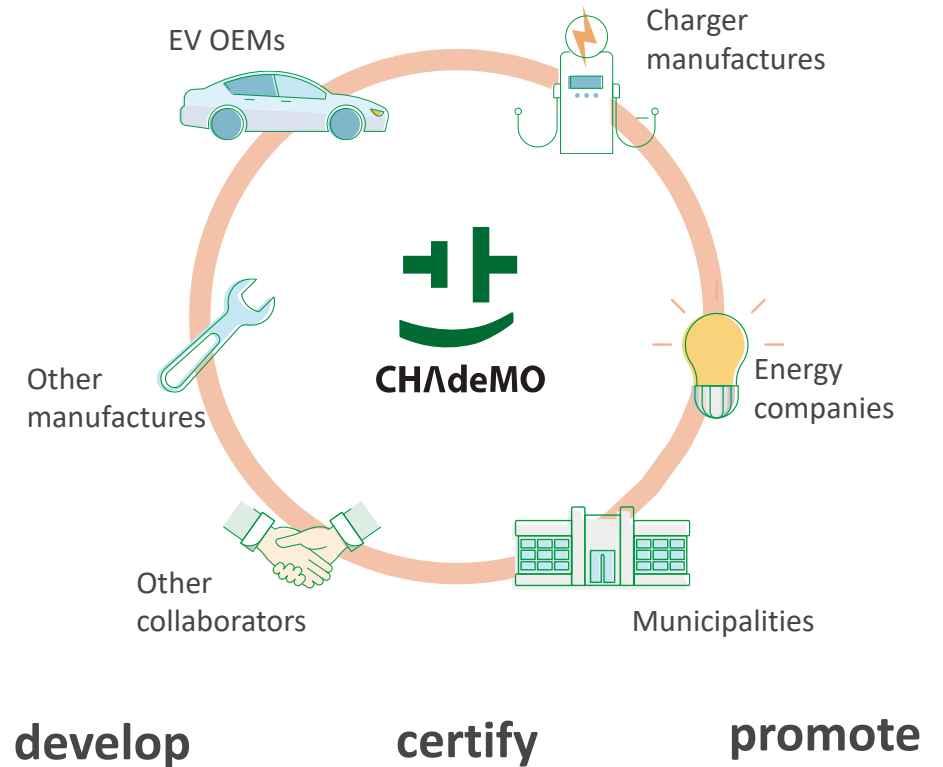 EV OEMs
Charger
manufactures
CHΛdeMO
Other
manufactures
Energy
companies
Other
collaborators
Municipalities
develop
certify
promote